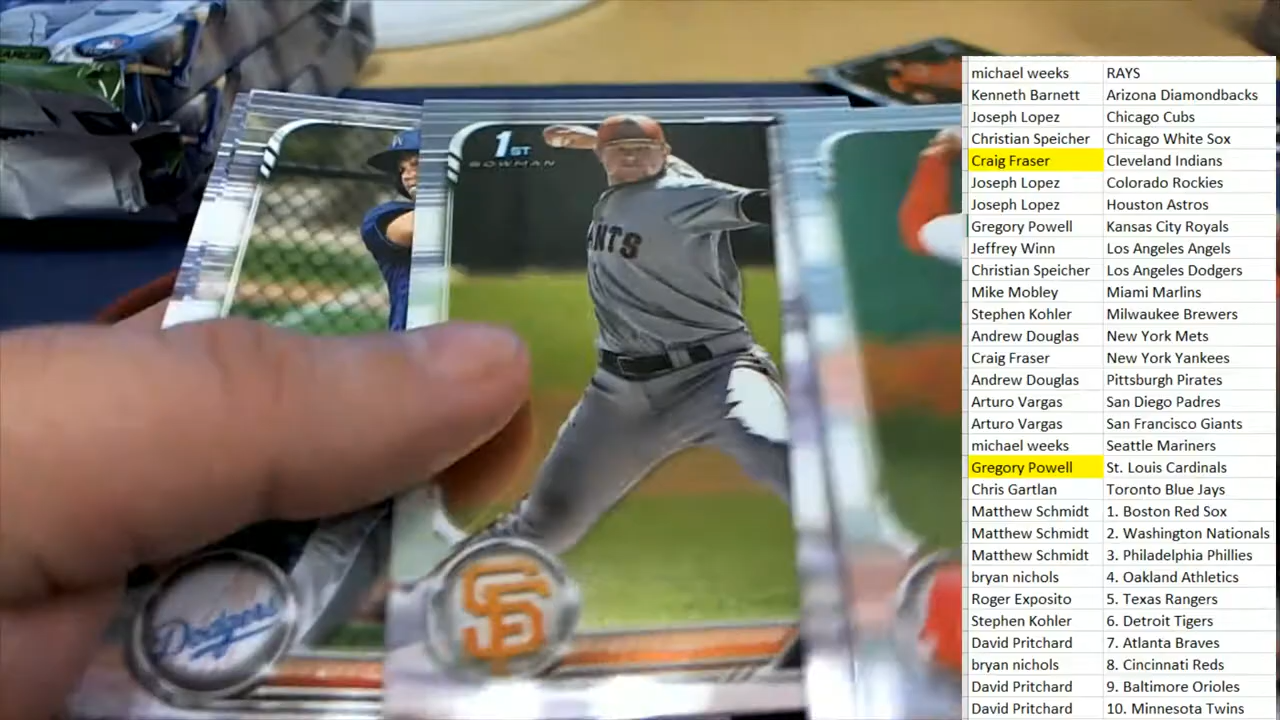 1ST
BOWMAN
ANTS
SF
Dodgers
michael weeks RAYS
Kenneth Barnett Arizona Diamondbacks
Joseph Lopez Chicago Cubs
Christian Speicher Chicago White Sox
Craig Fraser Cleveland Indians
Joseph Lopez Colorado Rockies
Joseph Lopez Houston Astros
Gregory Powell Kansas City Royals
Jeffrey Winn Los Angeles Angels
Christian Speicher Los Angeles Dodgers
Mike Mobley Miami Marlins
Stephen Kohler Milwaukee Brewers
Andrew Douglas New York Mets
Craig Fraser New York Yankees
Andrew Douglas Pittsburgh Pirates
Arturo Vargas San Diego Padres
Arturo Vargas San Francisco Giants
michael weeks Seattle Mariners
Gregory Powell St. Louis Cardinals
Chris Gartlan Toronto Blue Jays
Matthew Schmidt 1. Boston Red Sox
Matthew Schmidt 2. Washington Nationals
Matthew Schmidt 3. Philadelphia Phillies
bryan nichols 4. Oakland Athletics
Roger Exposito 5. Texas Rangers
Stephen Kohler 6. Detroit Tigers
David Pritchard 7. Atlanta Braves
bryan nichols 8. Cincinnati Reds
David Pritchard 9. Baltimore Orioles
David Pritchard 10. Minnesota Twins